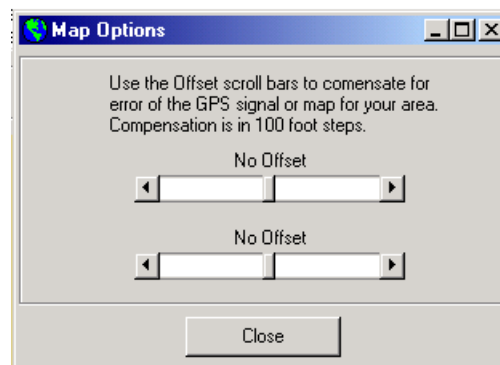 Map Options
Use the Offset scroll bars to comensate for
error of the GPS signal or map for your area.
Compensation is in 100 foot steps.
No Offset
No Offset
Close